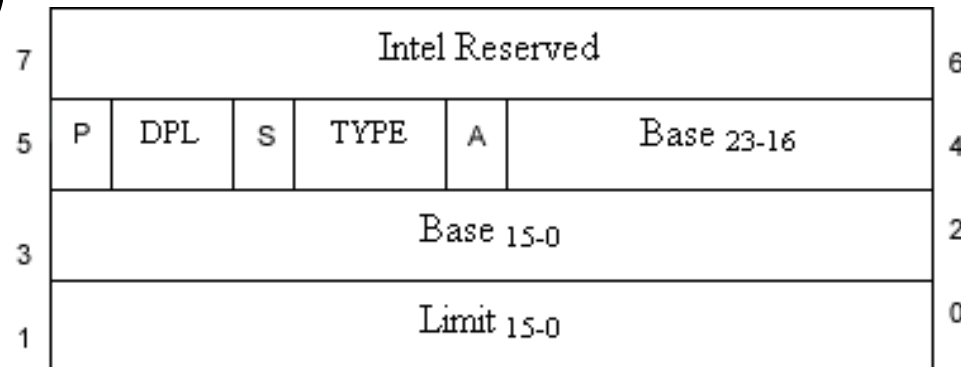 7 Intel Reserved 6
5 P DPL S TYPE A Base 23-16 4
3 Base 15-0 2
1 Limit 15-0 0